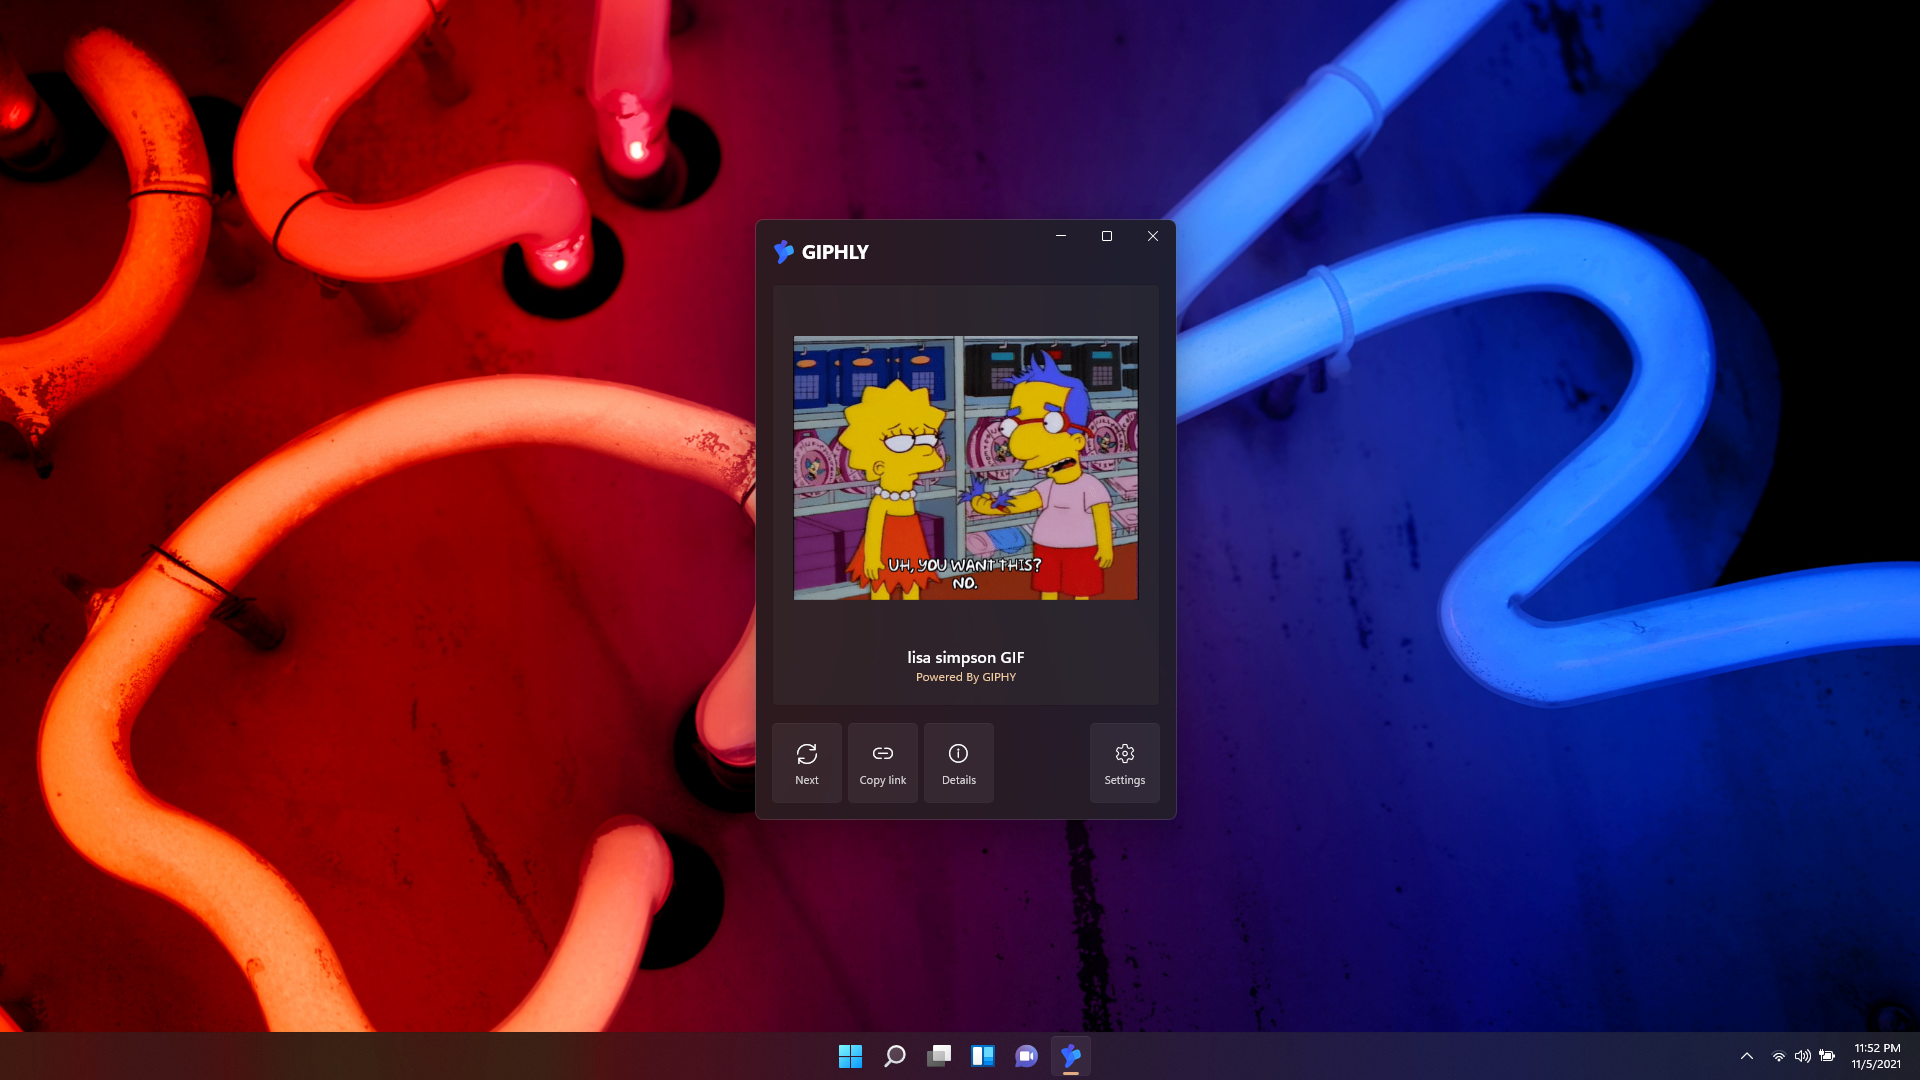 GIPHLY
UH, YOU WANT THIS?
NO.
lisa simpson GIF
Powered By GIPHY
Next
Copy link
Details
Settings
11:52 PM
11/5/2021